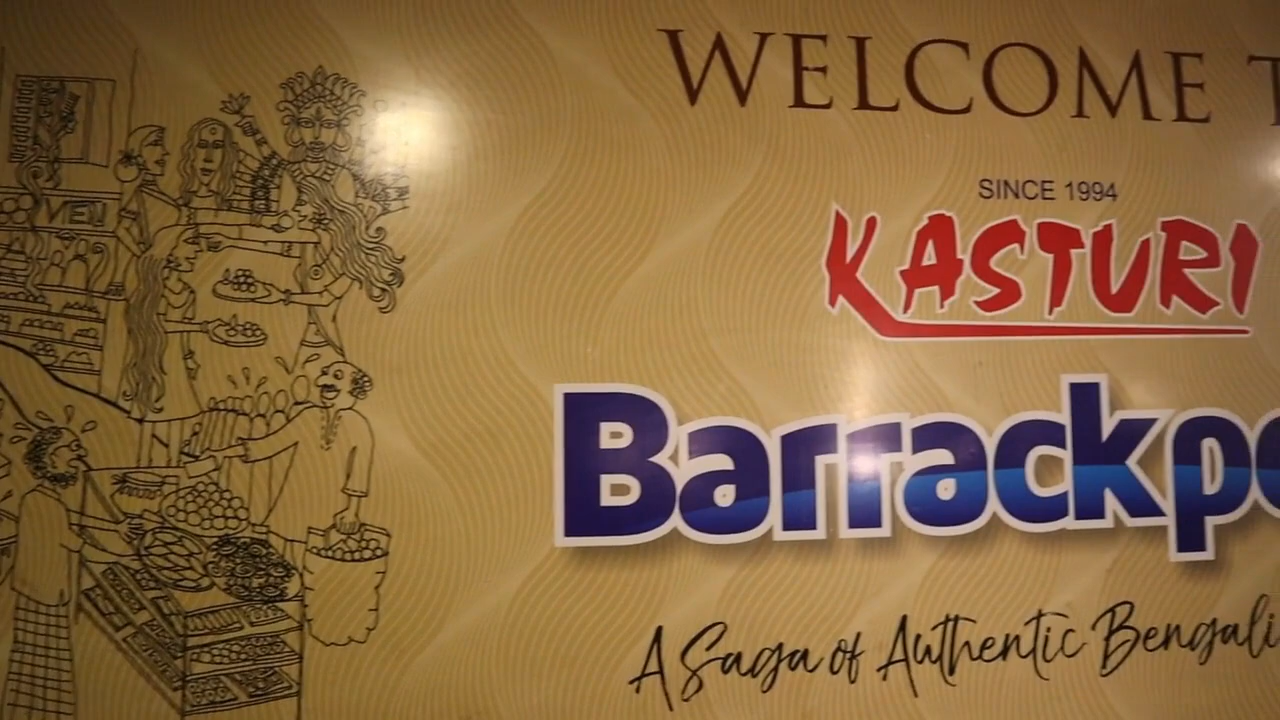 WELCOME T
SINCE 1994
KASTURI
Barrackpo
A Saga of Authentic Bengali